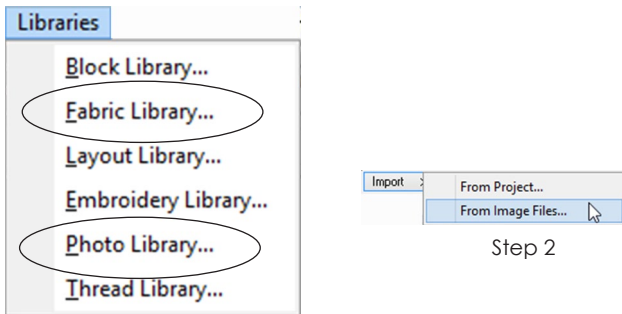 Libraries
Block Library...
Fabric Library...
Layout Library...
Embroidery Library...
Photo Library...
Thread Library...
Import >
From Project...
From Image Files...
Step 2